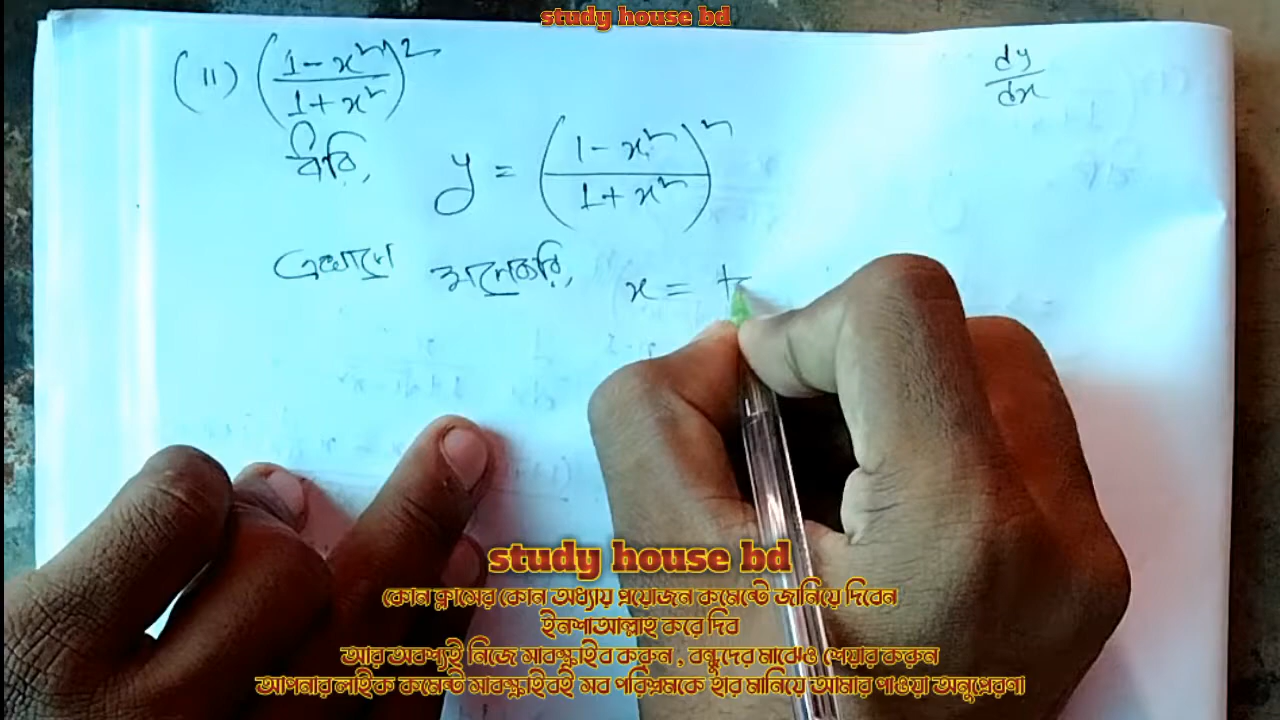 study house bd
(11) (1-x²/1+x²)²
dy/dx
ধরি, y = (1-x²/1+x²)²
এখানে মনেকরি, x = t
study house bd
কোন ক্লাসের কোন অধ্যায় প্রয়োজন কমেন্টে জানিয়ে দিবেন
ইনশাআল্লাহ করে দিব
আর অবশ্যই নিজে সাবস্ক্রাইব করুন , বন্ধুদের মাঝেও শেয়ার করুন
আপনার লাইক কমেন্ট সাবস্ক্রাইবই সব পরিশ্রমকে হার মানিয়ে আমার পাওয়া অনুপ্রেরণা